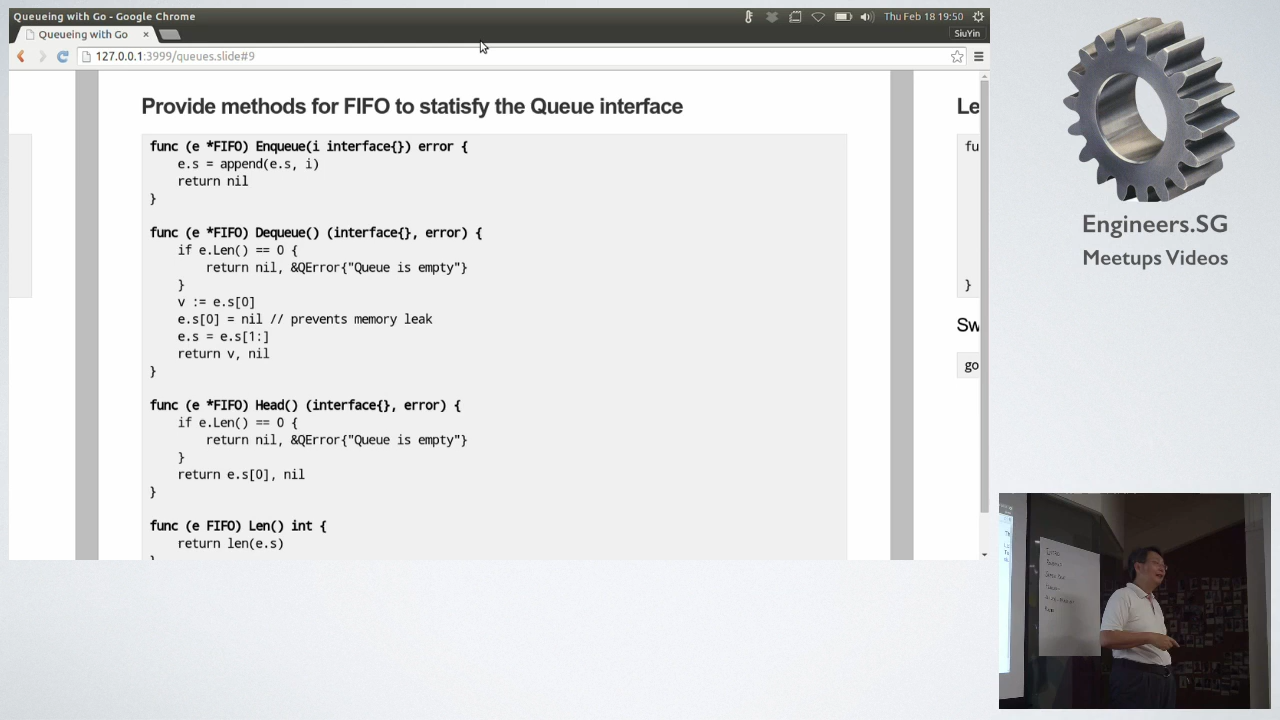 Queueing with Go - Google Chrome
Thu Feb 18 19:50
Queueing with Go
×
SiuYin
127.0.0.1:3999/queues.slide#9
Provide methods for FIFO to statisfy the Queue interface
func (e *FIFO) Enqueue(i interface{}) error {
e.s = append(e.s, i)
return nil
}
func (e *FIFO) Dequeue() (interface{}, error) {
if e.Len() == 0 {
return nil, &QError{"Queue is empty"}
}
v := e.s[0]
e.s[0] = nil // prevents memory leak
e.s = e.s[1:]
return v, nil
}
func (e *FIFO) Head() (interface{}, error) {
if e.Len() == 0 {
return nil, &QError{"Queue is empty"}
}
return e.s[0], nil
}
func (e FIFO) Len() int {
return len(e.s)
}
Le
fu
}
Sw
go
Engineers.SG
Meetups Videos